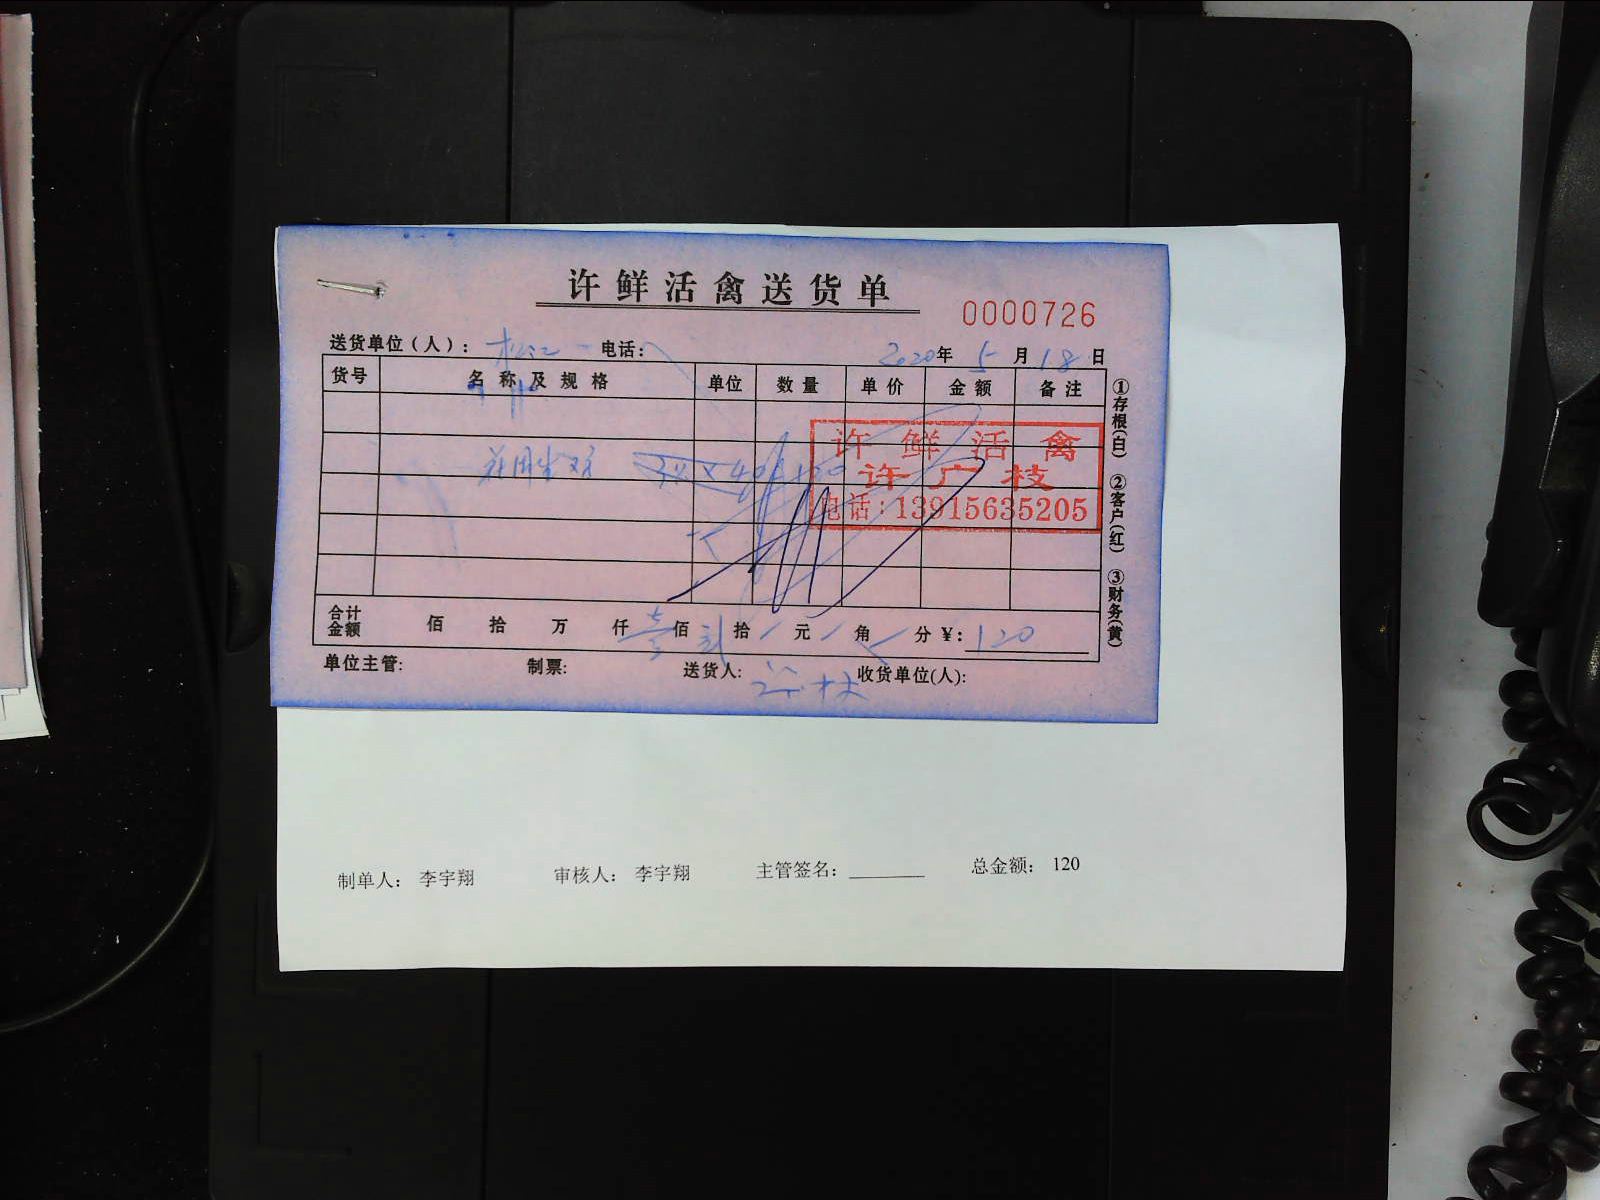 许鲜活禽送货单
0000726
送货单位（人）：松江 电话：
2020年 5 月 18 日
货号 名称及规格 单位 数量 单价 金额 备注
许鲜活禽
许广枝
电话：13915635205
①存根(白) ②客户(红) ③财务(黄)
合计金额 佰 拾 万 仟 壹 佰 贰 拾 元 角 分 ¥：120
单位主管： 制票： 送货人： 收货单位(人)：
制单人： 李宇翔 审核人： 李宇翔 主管签名： 总金额： 120